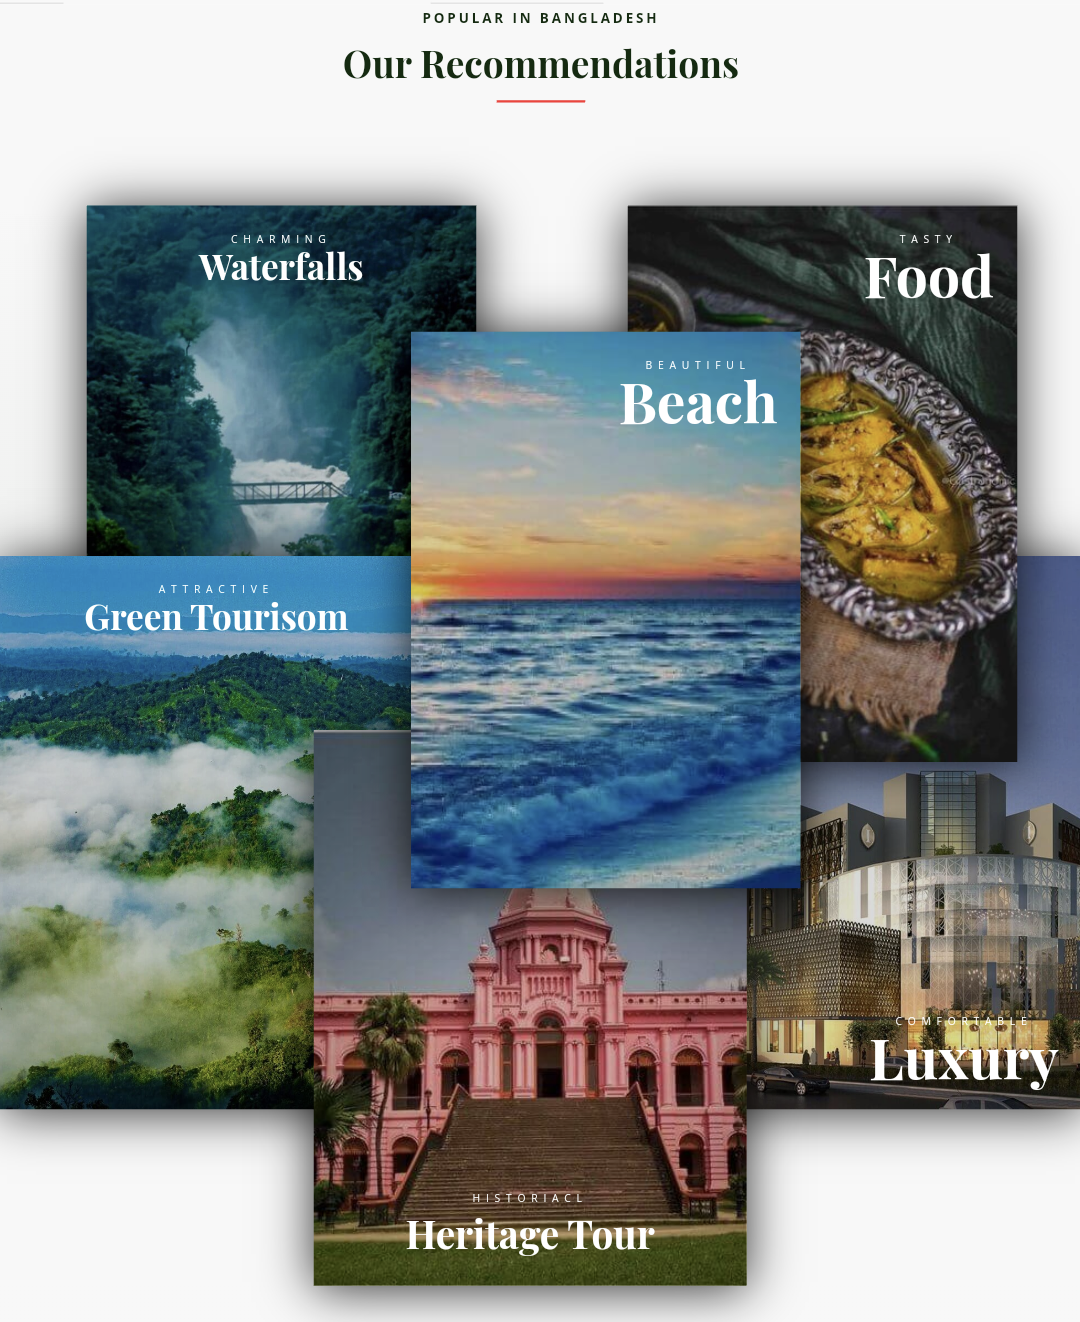 POPULAR IN BANGLADESH
Our Recommendations
CHARMING
Waterfalls
TASTY
Food
BEAUTIFUL
Beach
ATTRACTIVE
Green Tourisom
COMFORTABLE
Luxury
HISTORIACL
Heritage Tour